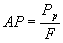 AP = P_p / F